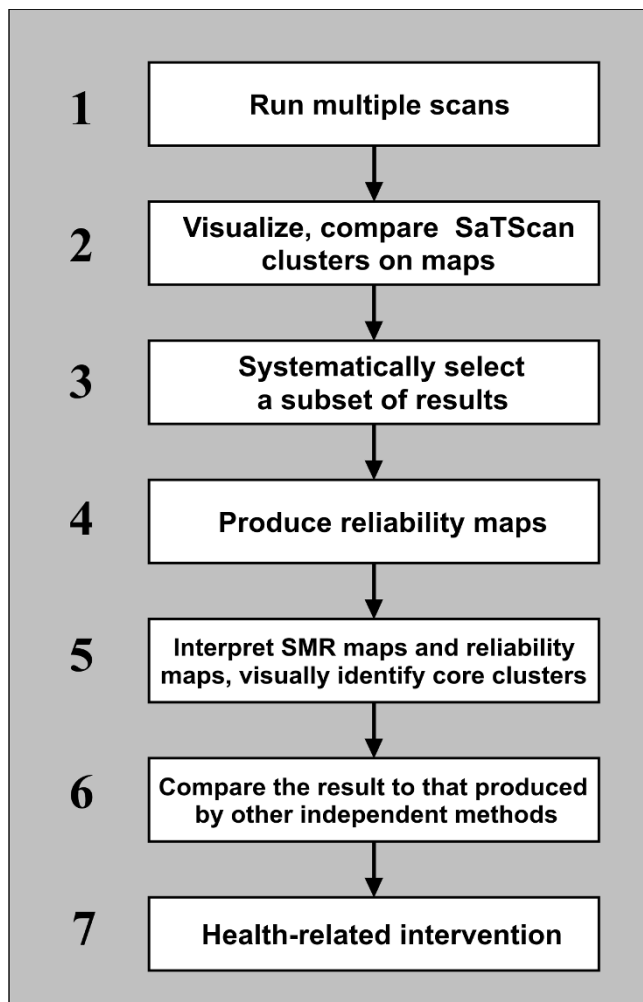 1
Run multiple scans
2
Visualize, compare SaTScan
clusters on maps
3
Systematically select
a subset of results
4
Produce reliability maps
5
Interpret SMR maps and reliability
maps, visually identify core clusters
6
Compare the result to that produced
by other independent methods
7
Health-related intervention